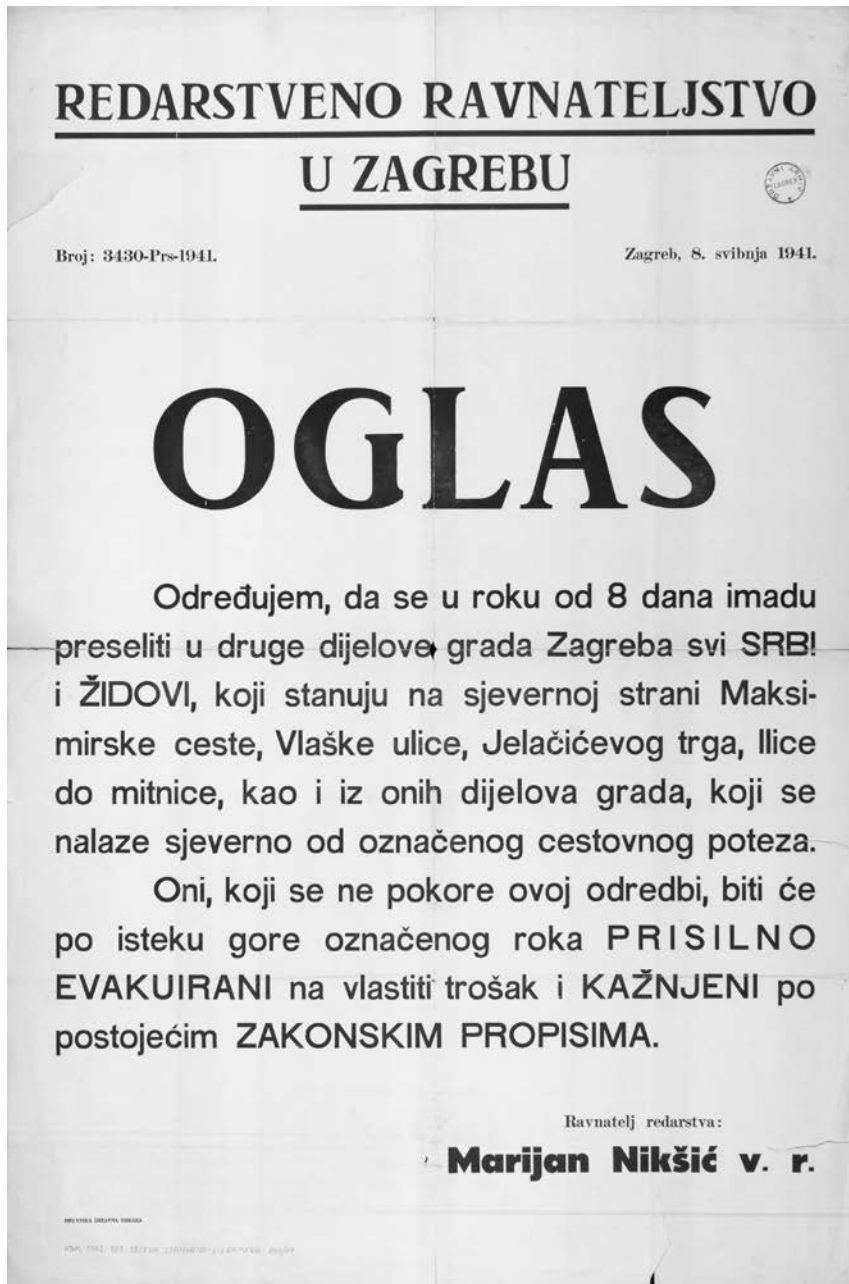 REDARSTVENO RAVNATELJSTVO
U ZAGREBU
Broj: 3430-Prs-1941.
Zagreb, 8. svibnja 1941.
OGLAS
Određujem, da se u roku od 8 dana imadu
preseliti u druge dijelove grada Zagreba svi SRBI
i ŽIDOVI, koji stanuju na sjevernoj strani Maksi-
mirske ceste, Vlaške ulice, Jelačićevog trga, Ilice
do mitnice, kao i iz onih dijelova grada, koji se
nalaze sjeverno od označenog cestovnog poteza.
Oni, koji se ne pokore ovoj odredbi, biti će
po isteku gore označenog roka PRISILNO
EVAKUIRANI na vlastiti trošak i KAŽNJENI po
postojećim ZAKONSKIM PROPISIMA.
Ravnatelj redarstva:
Marijan Nikšić v. r.
HRVATSKA DRŽAVNA TISKARA